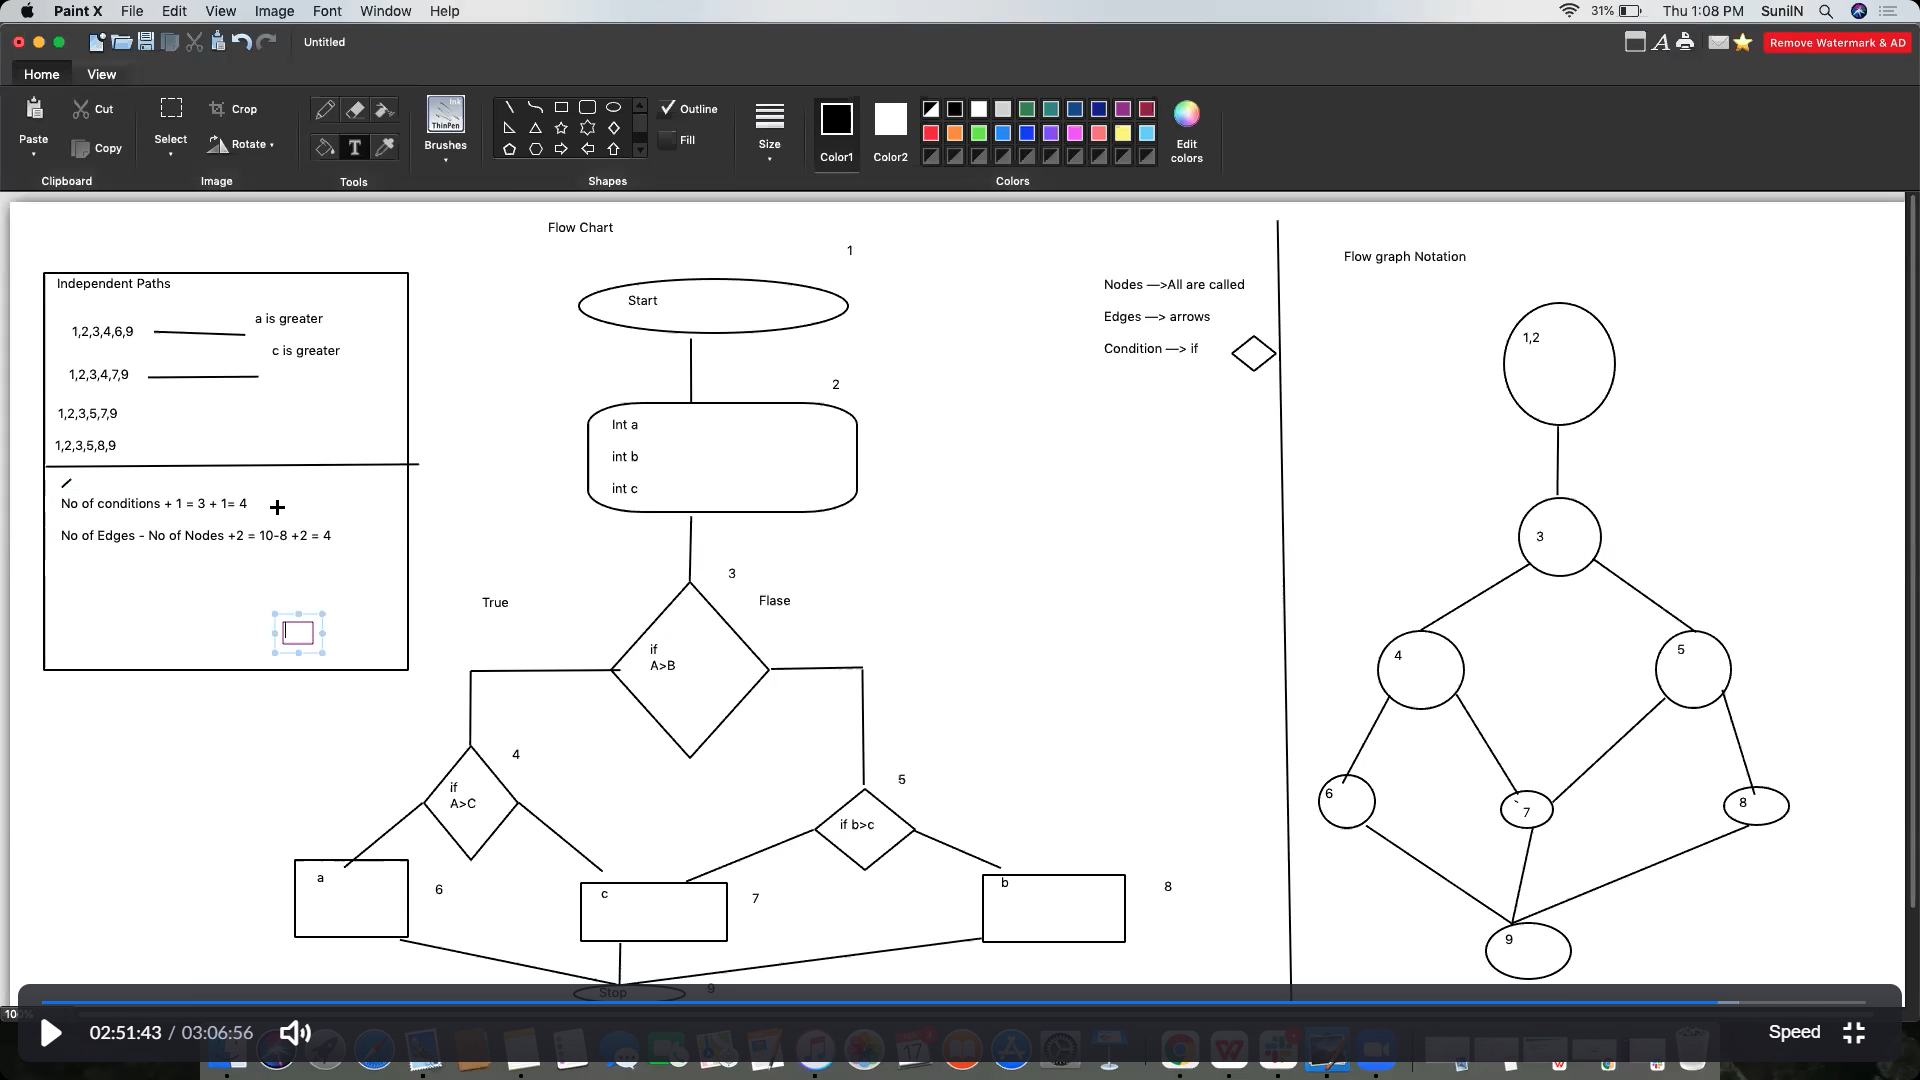 Paint X File Edit View Image Font Window Help 31% Thu 1:08 PM SunilN
Untitled Remove Watermark & AD
Home View
Paste Cut Copy Clipboard
Select Crop Rotate Image
Tools
Ink ThinPen Brushes
Outline Fill Shapes
Size
Color1 Color2 Edit colors Colors
Flow Chart
1
Independent Paths
1,2,3,4,6,9 a is greater
c is greater
1,2,3,4,7,9
1,2,3,5,7,9
1,2,3,5,8,9
No of conditions + 1 = 3 + 1= 4
No of Edges - No of Nodes +2 = 10-8 +2 = 4
Start
2
Int a
int b
int c
3
True Flase
if
A>B
4
if
A>C
5
if b>c
a
6
c
7
b
8
Stop 9
Nodes —>All are called
Edges —> arrows
Condition —> if
Flow graph Notation
1,2
3
4 5
6 ` 7 8
9
02:51:43 / 03:06:56 Speed